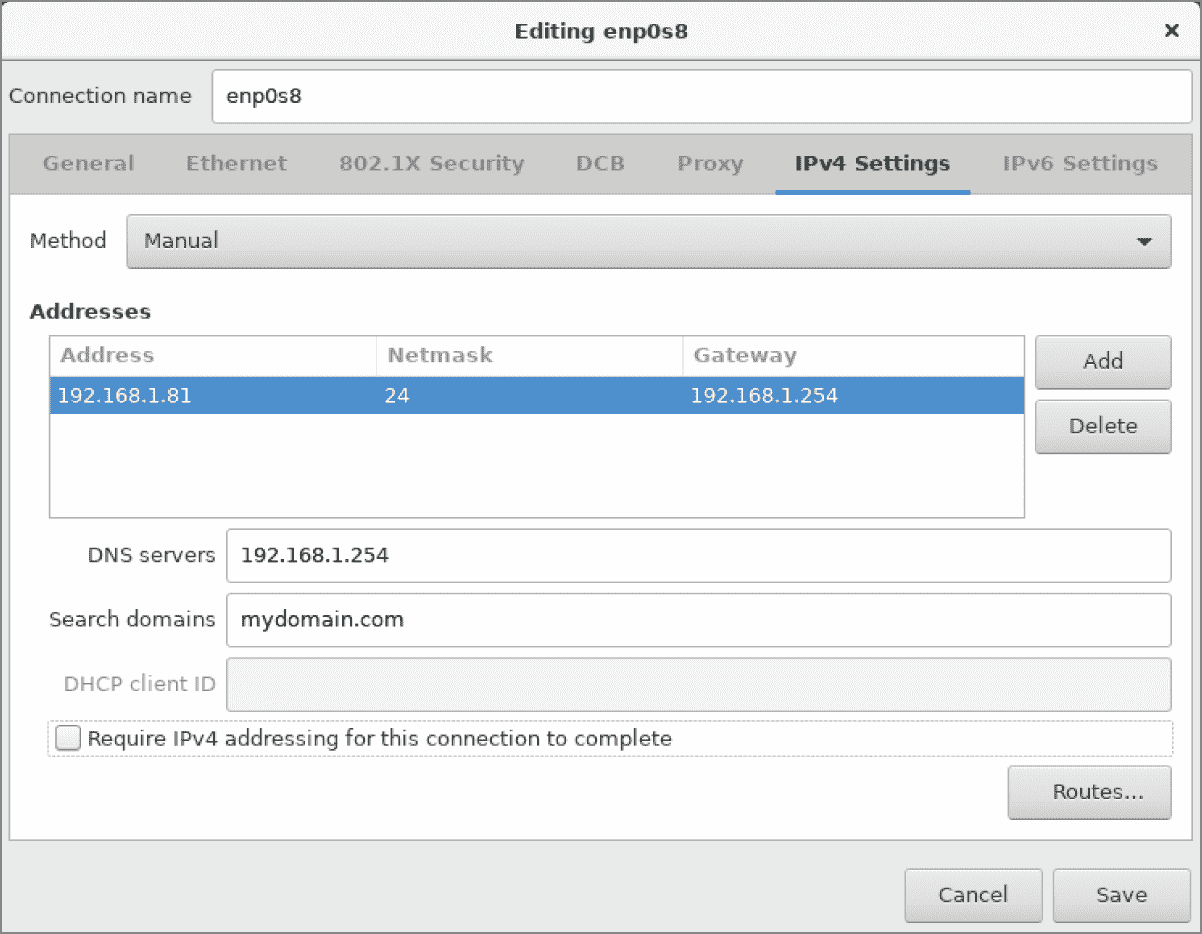 Editing enp0s8
Connection name enp0s8
General Ethernet 802.1X Security DCB Proxy IPv4 Settings IPv6 Settings
Method Manual
Addresses
Address Netmask Gateway
Add
192.168.1.81 24 192.168.1.254
Delete
DNS servers 192.168.1.254
Search domains mydomain.com
DHCP client ID
Require IPv4 addressing for this connection to complete
Routes...
Cancel Save